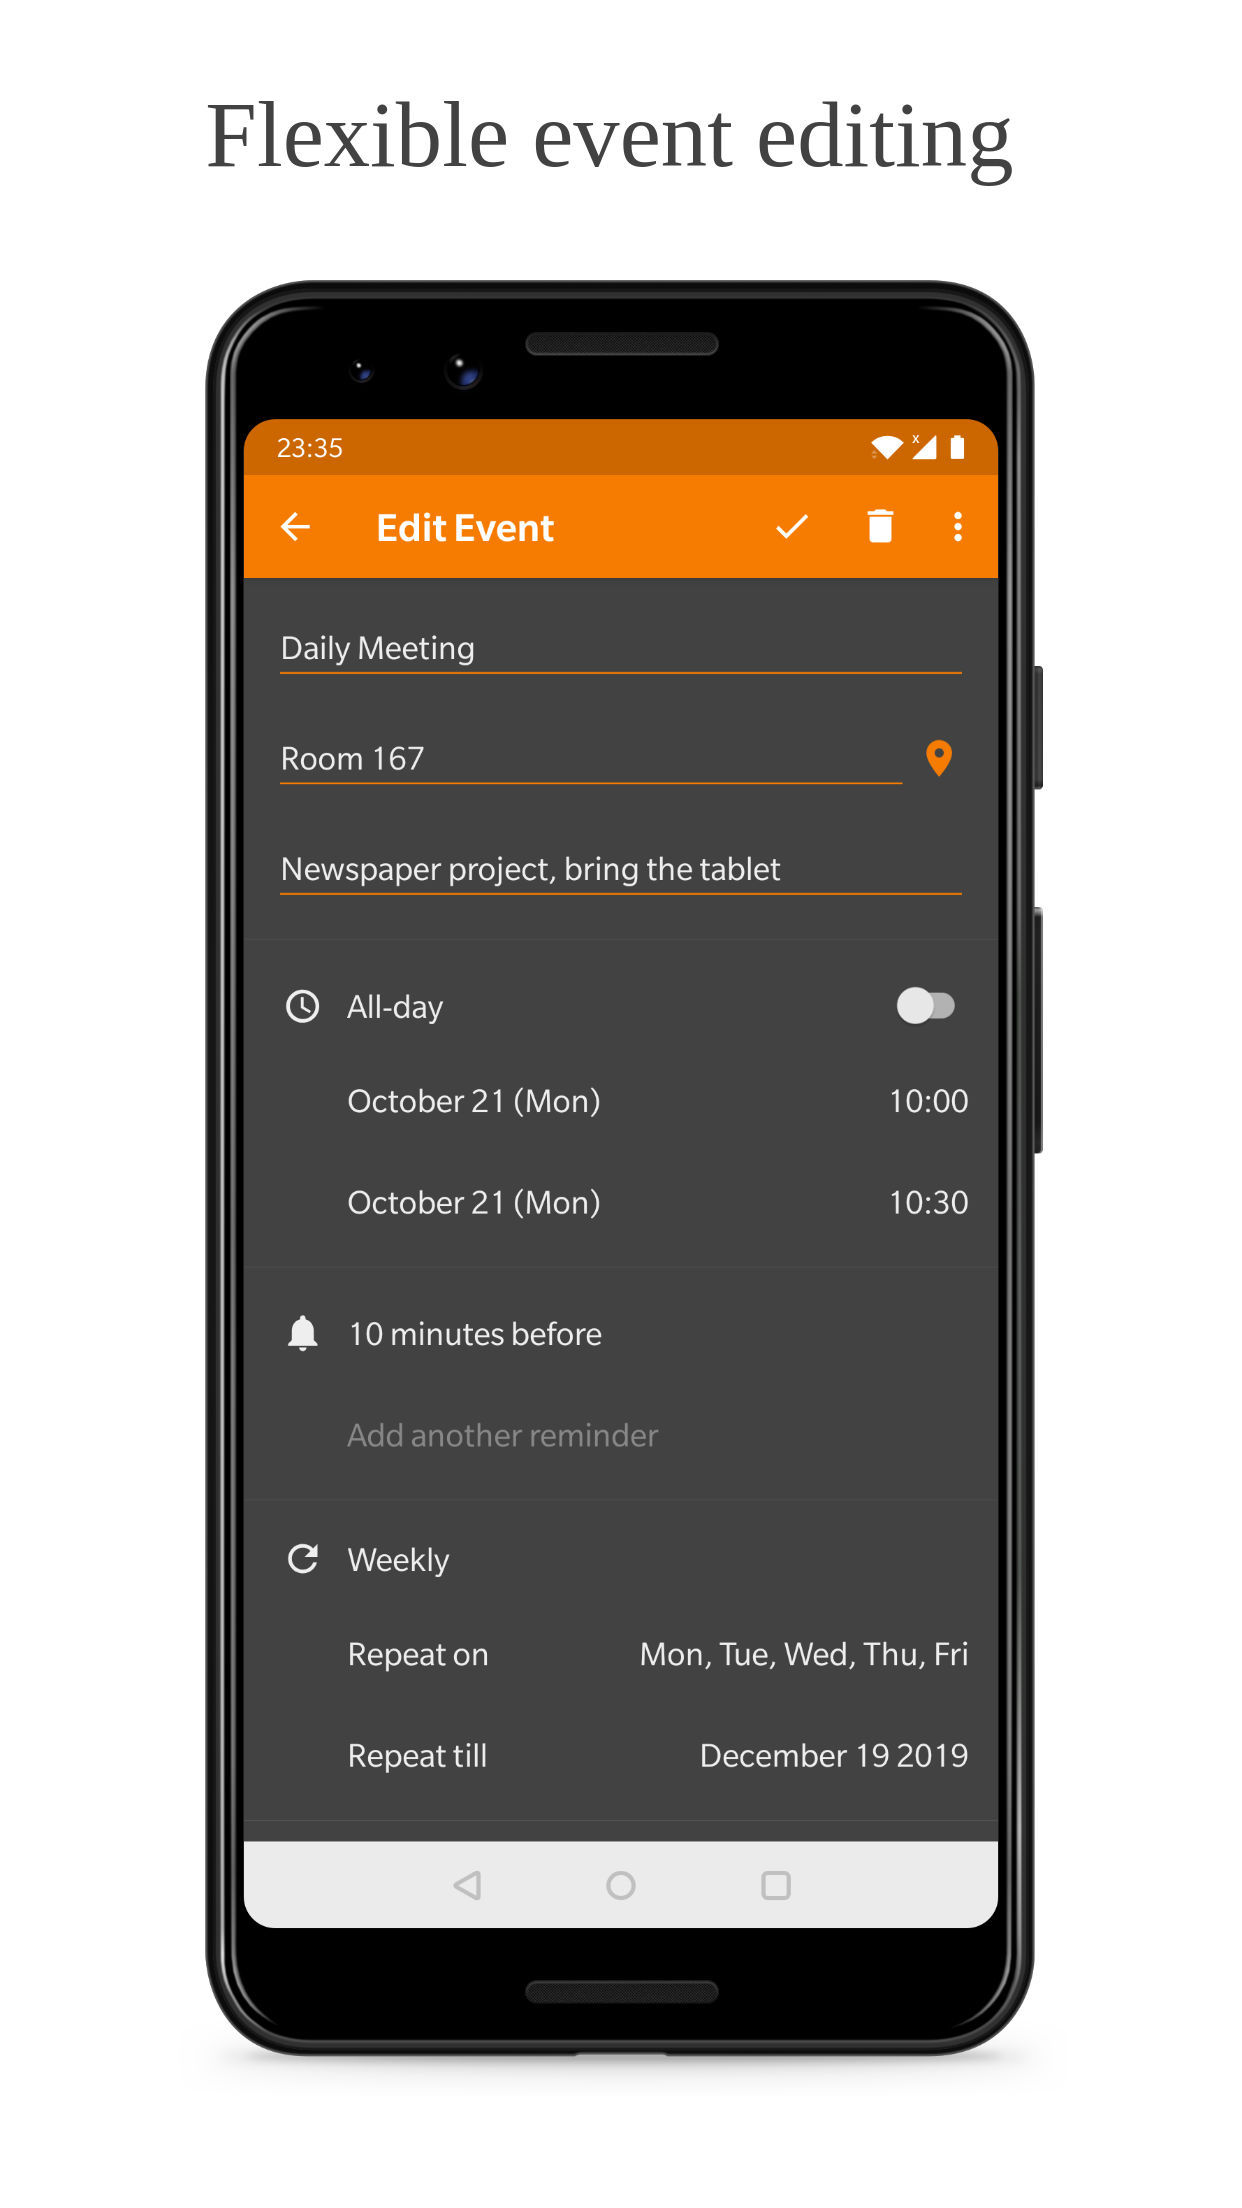 Flexible event editing
23:35
x
Edit Event
Daily Meeting
Room 167
Newspaper project, bring the tablet
All-day
October 21 (Mon) 10:00
October 21 (Mon) 10:30
10 minutes before
Add another reminder
Weekly
Repeat on Mon, Tue, Wed, Thu, Fri
Repeat till December 19 2019